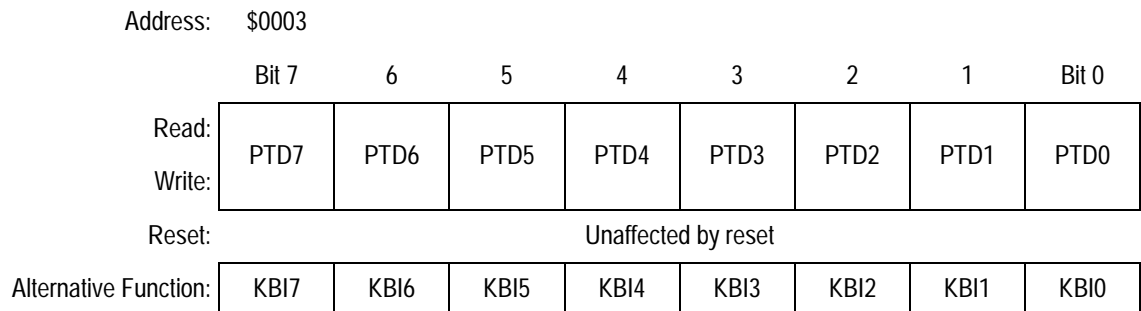 Address: $0003
Bit 7 6 5 4 3 2 1 Bit 0
Read:
PTD7 PTD6 PTD5 PTD4 PTD3 PTD2 PTD1 PTD0
Write:
Reset: Unaffected by reset
Alternative Function: KBI7 KBI6 KBI5 KBI4 KBI3 KBI2 KBI1 KBI0